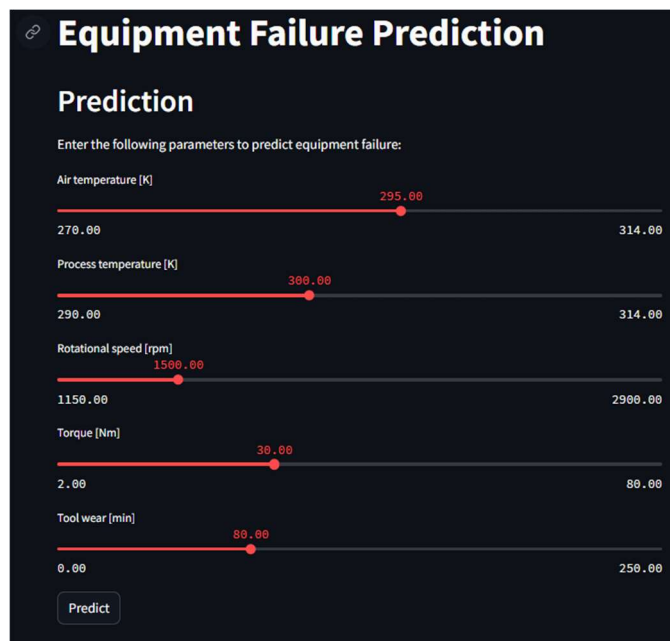 Equipment Failure Prediction
Prediction
Enter the following parameters to predict equipment failure:
Air temperature [K]
295.00
270.00 314.00
Process temperature [K]
300.00
290.00 314.00
Rotational speed [rpm]
1500.00
1150.00 2900.00
Torque [Nm]
30.00
2.00 80.00
Tool wear [min]
80.00
0.00 250.00
Predict